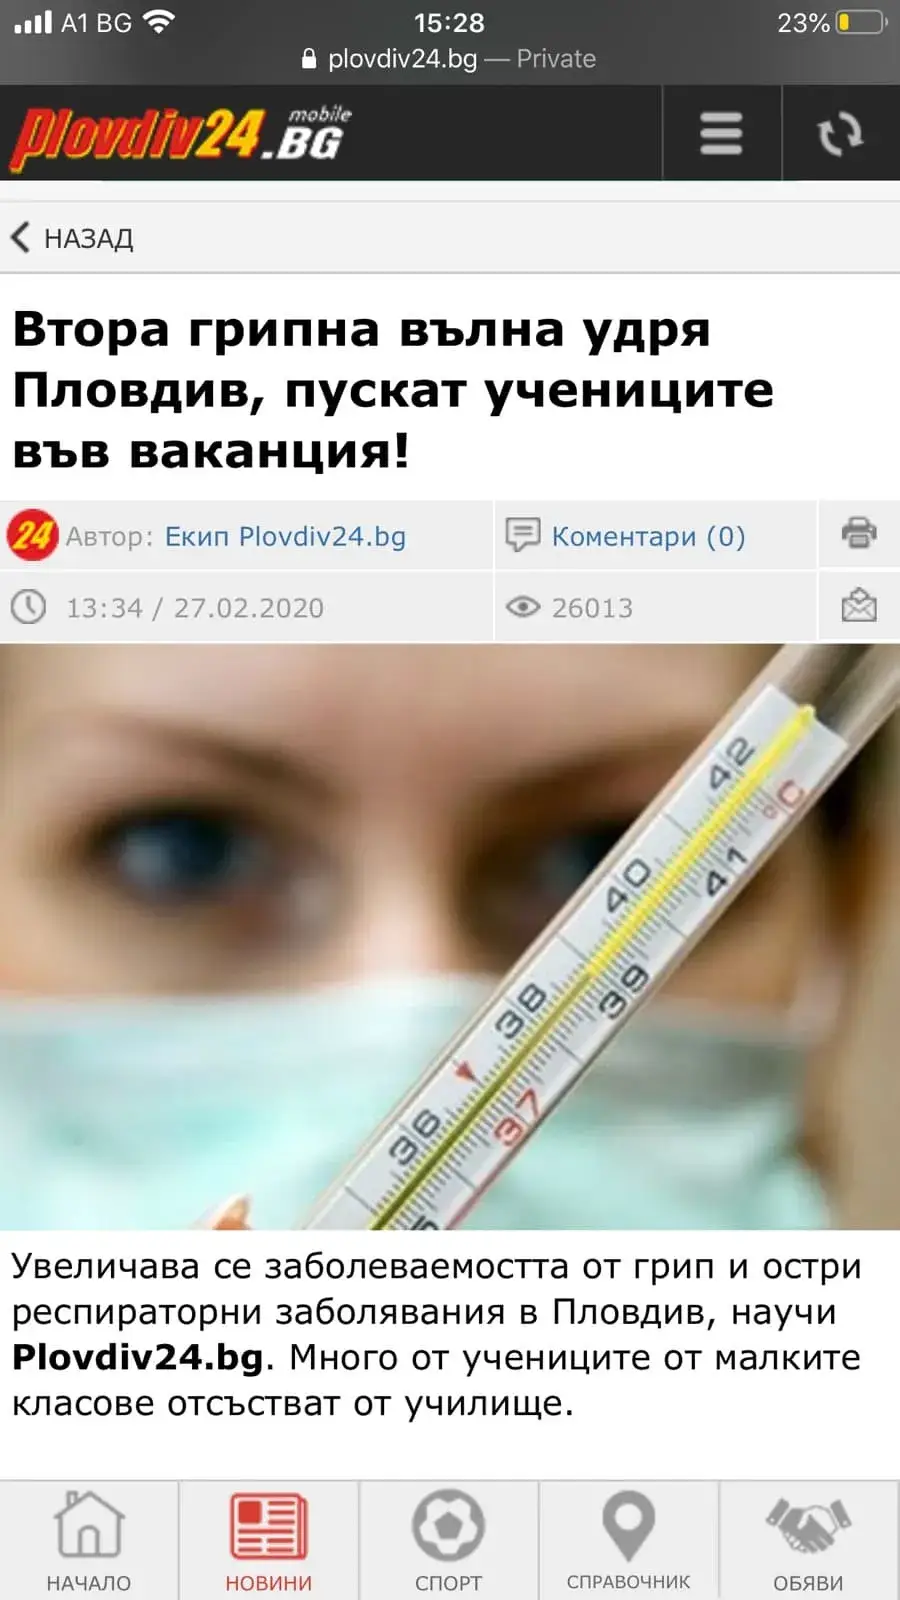 A1 BG 15:28 23%
plovdiv24.bg — Private
Plovdiv24.BG mobile
НАЗАД
Втора грипна вълна удря
Пловдив, пускат учениците
във ваканция!
24 Автор: Екип Plovdiv24.bg Коментари (0)
13:34 / 27.02.2020 26013
42
°C
41
40
39
38
37
36
Увеличава се заболеваемостта от грип и остри
респираторни заболявания в Пловдив, научи
Plovdiv24.bg. Много от учениците от малките
класове отсъстват от училище.
НАЧАЛО НОВИНИ СПОРТ СПРАВОЧНИК ОБЯВИ